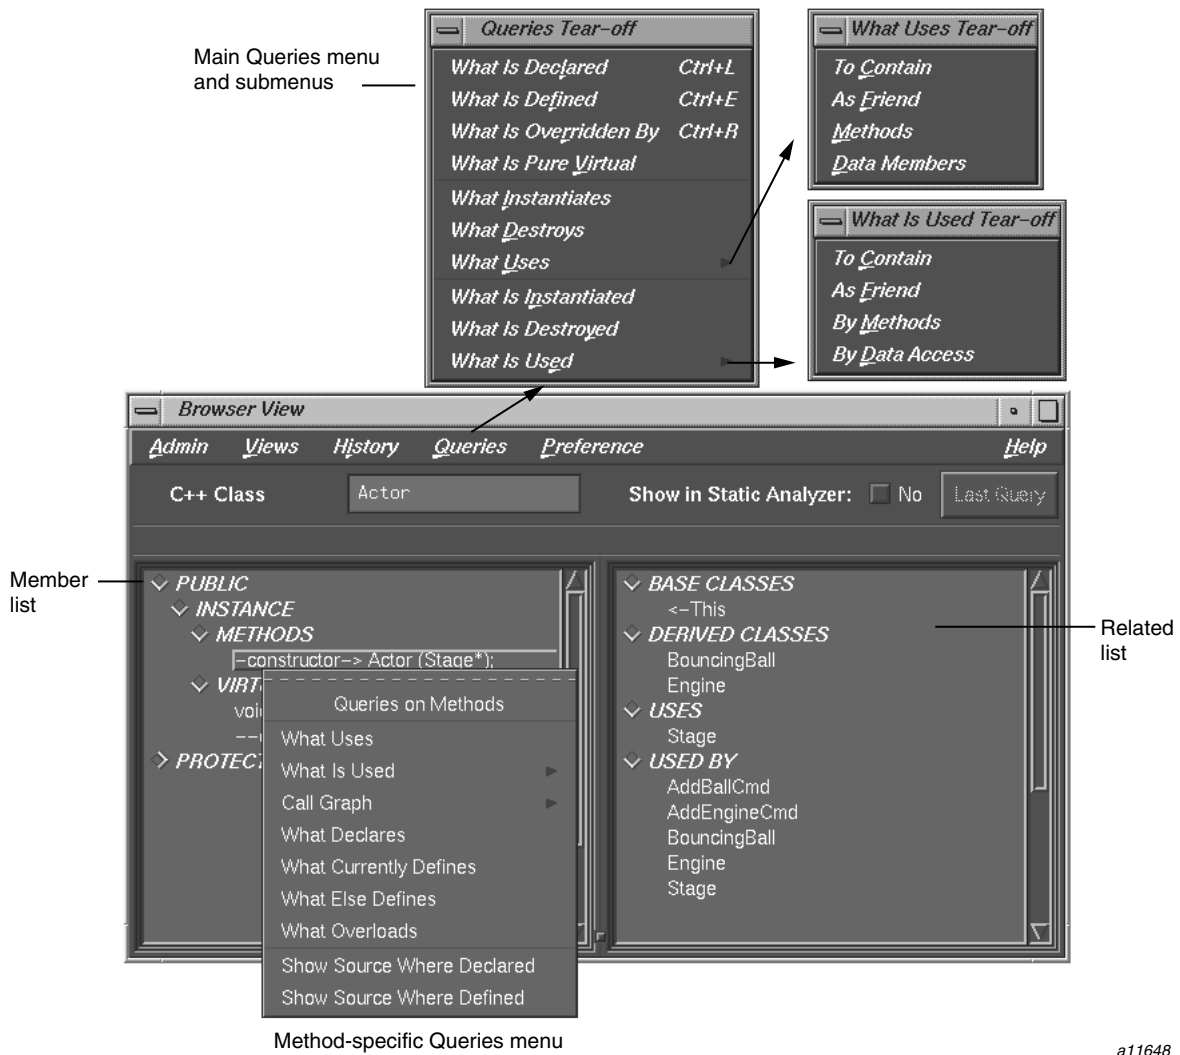 Main Queries menu
and submenus
Queries Tear-off
What Is Declared Ctrl+L
What Is Defined Ctrl+E
What Is Overridden By Ctrl+R
What Is Pure Virtual
What Instantiates
What Destroys
What Uses
What Is Instantiated
What Is Destroyed
What Is Used
What Uses Tear-off
To Contain
As Friend
Methods
Data Members
What Is Used Tear-off
To Contain
As Friend
By Methods
By Data Access
Browser View
Admin Views History Queries Preference Help
C++ Class Actor Show in Static Analyzer: No Last Query
Member
list
PUBLIC
INSTANCE
METHODS
-constructor-> Actor (Stage*);
Queries on Methods
What Uses
What Is Used
Call Graph
What Declares
What Currently Defines
What Else Defines
What Overloads
Show Source Where Declared
Show Source Where Defined
BASE CLASSES
<-This
DERIVED CLASSES
BouncingBall
Engine
USES
Stage
USED BY
AddBallCmd
AddEngineCmd
BouncingBall
Engine
Stage
Related
list
Method-specific Queries menu
a11648